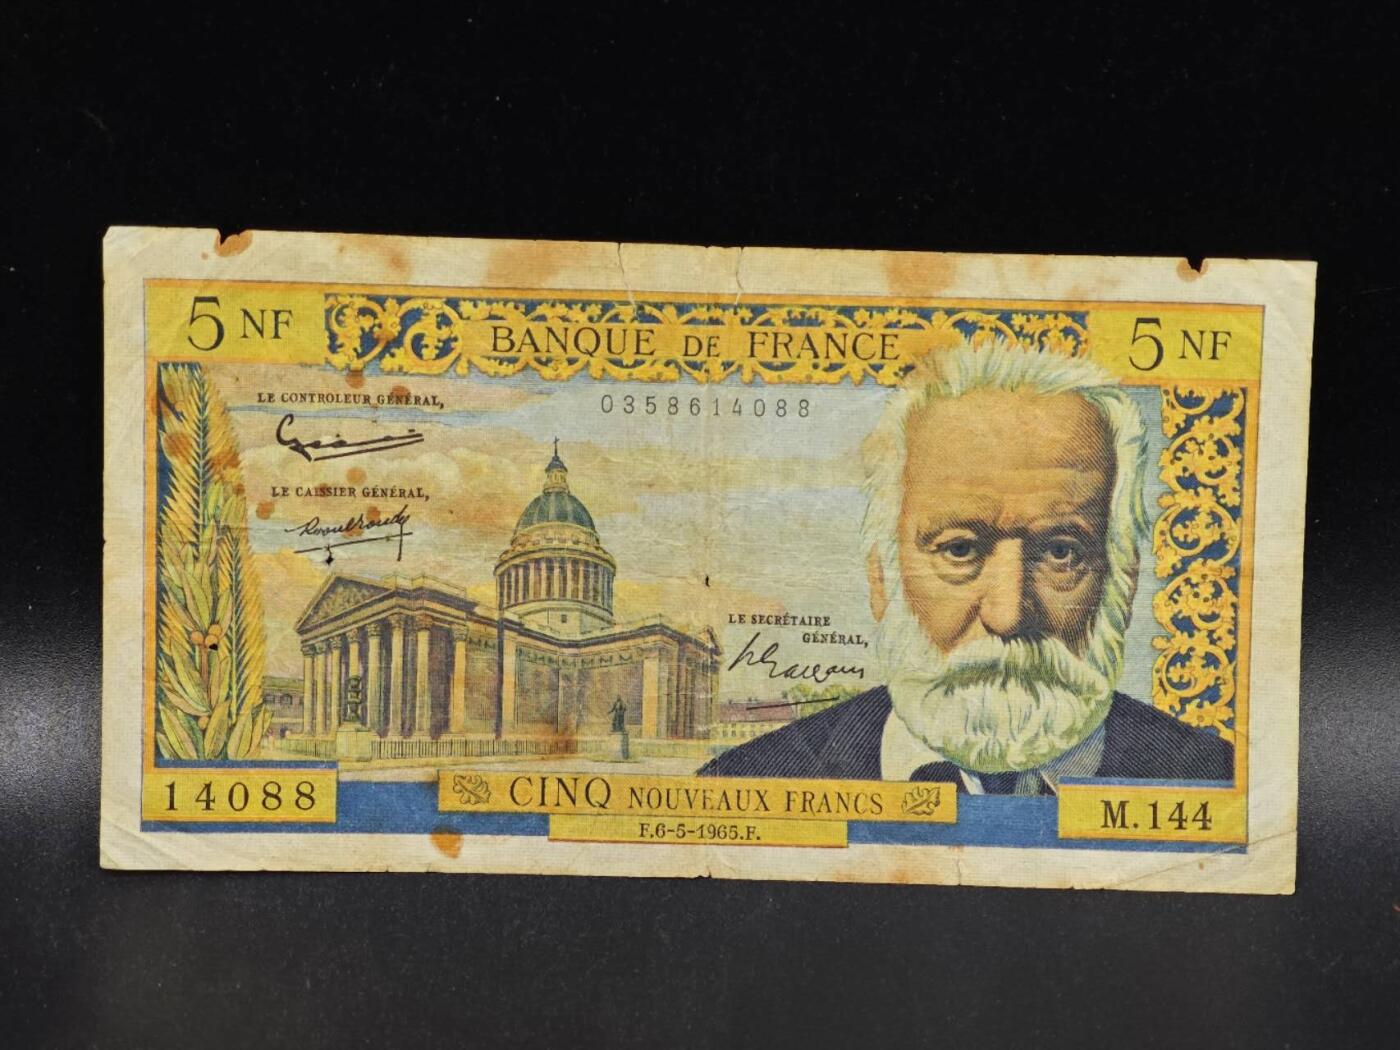 5 NF
BANQUE DE FRANCE
5 NF
LE CONTROLEUR GÉNÉRAL,
0358614088
LE CAISSIER GÉNÉRAL,
LE SECRÉTAIRE
GÉNÉRAL,
14088
CINQ NOUVEAUX FRANCS
M.144
F.6-5-1965.F.